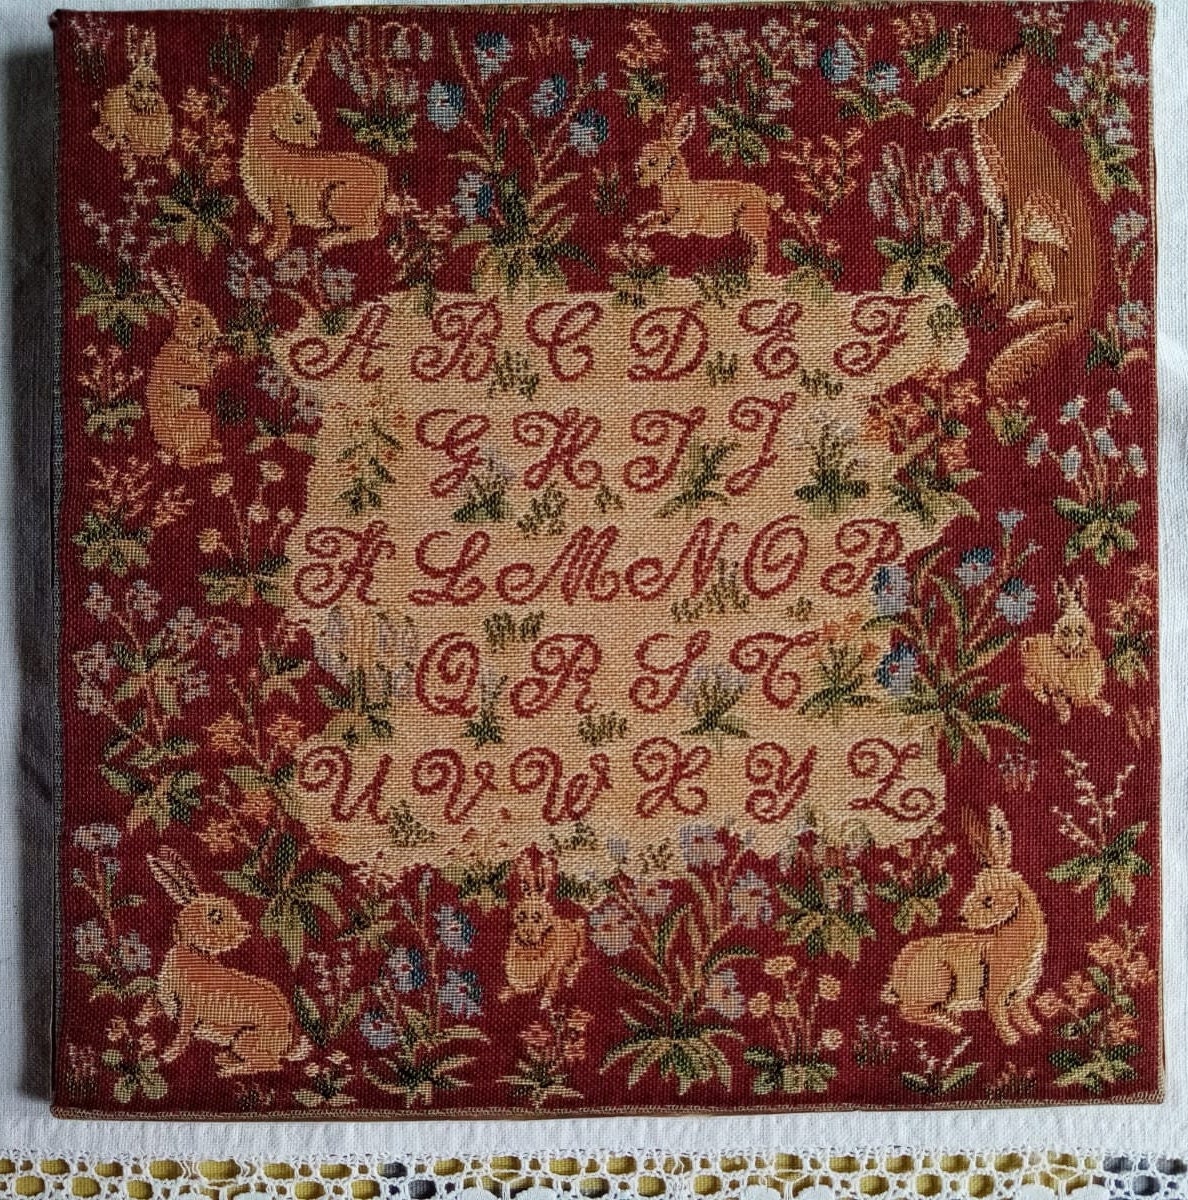 A B C D E F
G H I J
K L M N O P
Q R S T
U V W X Y Z